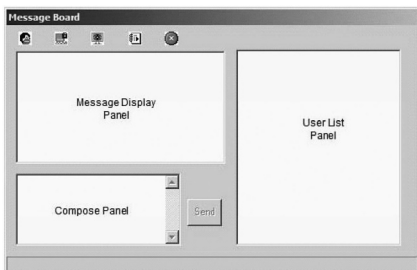 Message Board
Message Display
Panel
User List
Panel
Compose Panel
Send